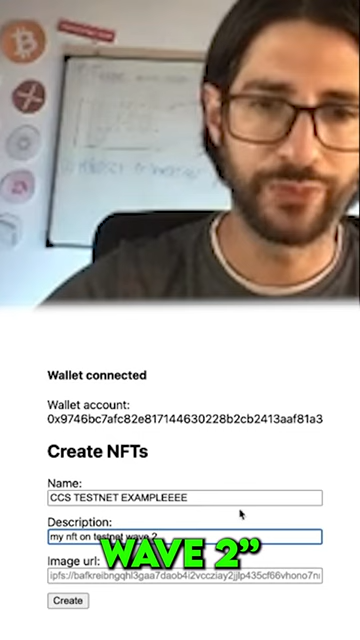 Wallet connected
Wallet account:
0x9746bc7afc82e817144630228b2cb2413aaf81a3
Create NFTs
Name:
CCS TESTNET EXAMPLEEEE
Description:
my nft on testnet wave 2
WAVE 2”
Image url:
Create